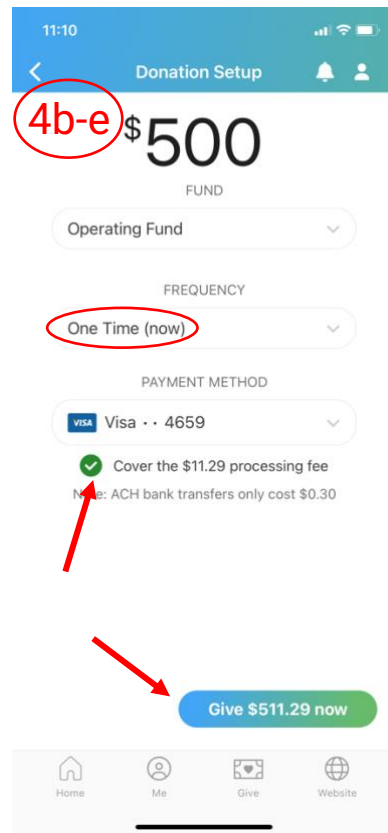 11:10
Donation Setup
4b-e
$500
FUND
Operating Fund
FREQUENCY
One Time (now)
PAYMENT METHOD
VISA Visa •• 4659
Cover the $11.29 processing fee
Note: ACH bank transfers only cost $0.30
Give $511.29 now
Home Me Give Website